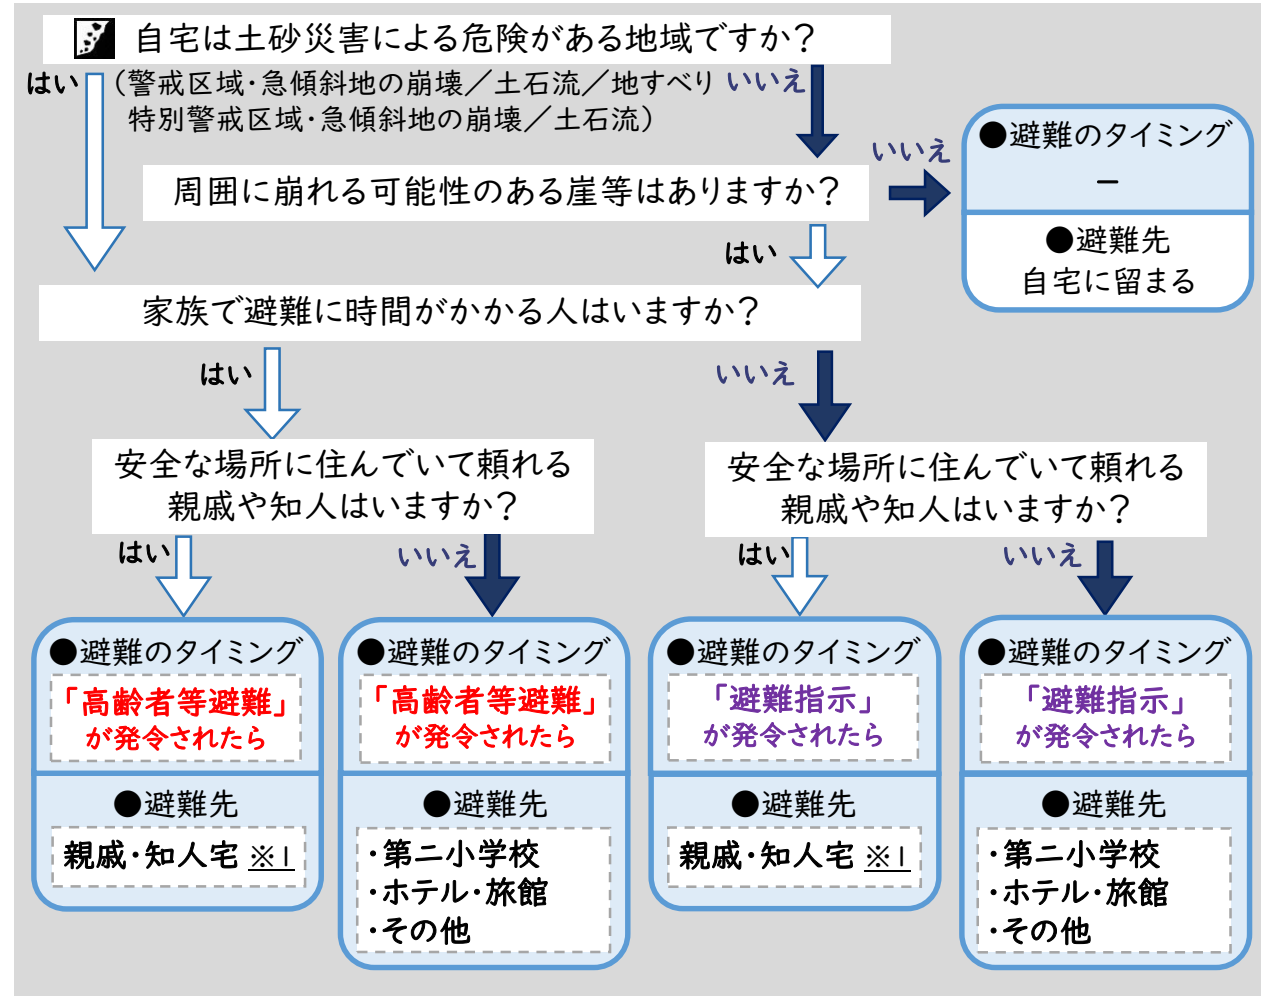 自宅は土砂災害による危険がある地域ですか？
はい
（警戒区域・急傾斜地の崩壊／土石流／地すべり
特別警戒区域・急傾斜地の崩壊／土石流）
いいえ
周囲に崩れる可能性のある崖等はありますか？
いいえ
●避難のタイミング
－
●避難先
自宅に留まる
はい
家族で避難に時間がかかる人はいますか？
はい
いいえ
安全な場所に住んでいて頼れる
親戚や知人はいますか？
安全な場所に住んでいて頼れる
親戚や知人はいますか？
はい
いいえ
はい
いいえ
●避難のタイミング
「高齢者等避難」
が発令されたら
●避難先
親戚・知人宅 ※1
●避難のタイミング
「高齢者等避難」
が発令されたら
●避難先
・第二小学校
・ホテル・旅館
・その他
●避難のタイミング
「避難指示」
が発令されたら
●避難先
親戚・知人宅 ※1
●避難のタイミング
「避難指示」
が発令されたら
●避難先
・第二小学校
・ホテル・旅館
・その他